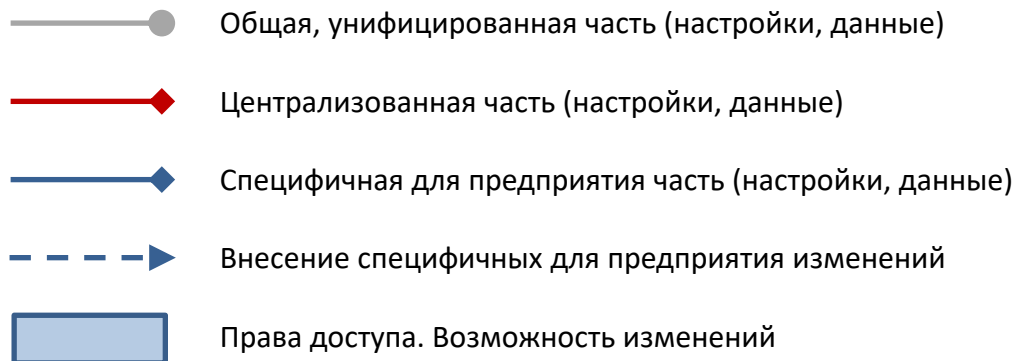 Общая, унифицированная часть (настройки, данные)
Централизованная часть (настройки, данные)
Специфичная для предприятия часть (настройки, данные)
Внесение специфичных для предприятия изменений
Права доступа. Возможность изменений